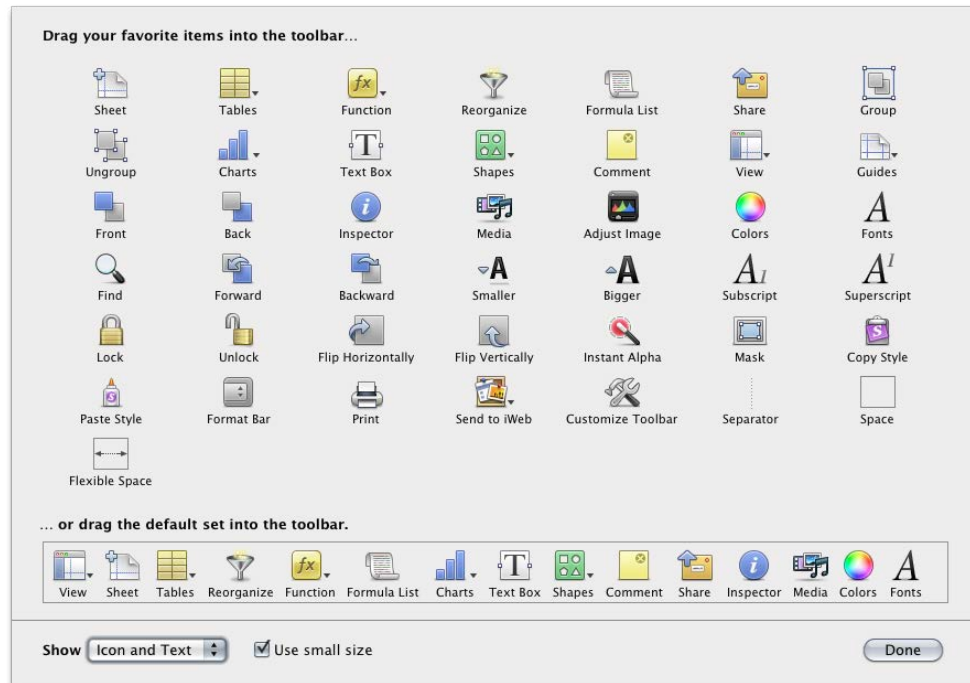 Drag your favorite items into the toolbar...
Sheet Tables Function Reorganize Formula List Share Group
Ungroup Charts Text Box Shapes Comment View Guides
Front Back Inspector Media Adjust Image Colors Fonts
Find Forward Backward Smaller Bigger Subscript Superscript
Lock Unlock Flip Horizontally Flip Vertically Instant Alpha Mask Copy Style
Paste Style Format Bar Print Send to iWeb Customize Toolbar Separator Space
Flexible Space
... or drag the default set into the toolbar.
View Sheet Tables Reorganize Function Formula List Charts Text Box Shapes Comment Share Inspector Media Colors Fonts
Show Icon and Text Use small size Done